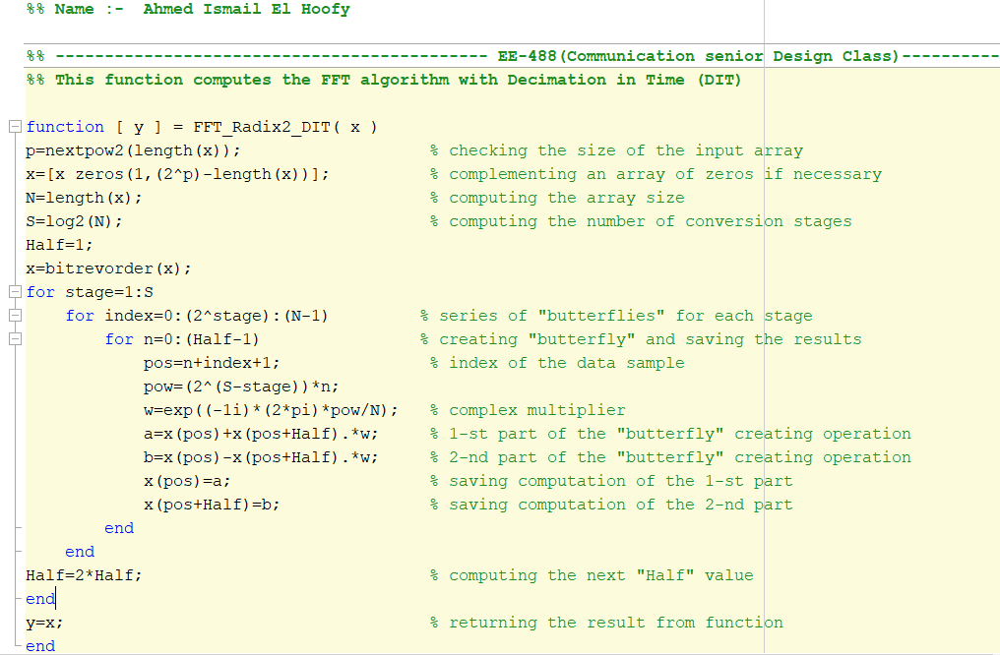 %% Name :-  Ahmed Ismail El Hoofy
%% -------------------------------------------- EE-488(Communication senior Design Class)----------
%% This function computes the FFT algorithm with Decimation in Time (DIT)
function [ y ] = FFT_Radix2_DIT( x )
p=nextpow2(length(x)); % checking the size of the input array
x=[x zeros(1,(2^p)-length(x))]; % complementing an array of zeros if necessary
N=length(x); % computing the array size
S=log2(N); % computing the number of conversion stages
Half=1;
x=bitrevorder(x);
for stage=1:S
for index=0:(2^stage):(N-1) % series of "butterflies" for each stage
for n=0:(Half-1) % creating "butterfly" and saving the results
pos=n+index+1; % index of the data sample
pow=(2^(S-stage))*n;
w=exp((-1i)*(2*pi)*pow/N); % complex multiplier
a=x(pos)+x(pos+Half).*w; % 1-st part of the "butterfly" creating operation
b=x(pos)-x(pos+Half).*w; % 2-nd part of the "butterfly" creating operation
x(pos)=a; % saving computation of the 1-st part
x(pos+Half)=b; % saving computation of the 2-nd part
end
end
Half=2*Half; % computing the next "Half" value
end
y=x; % returning the result from function
end